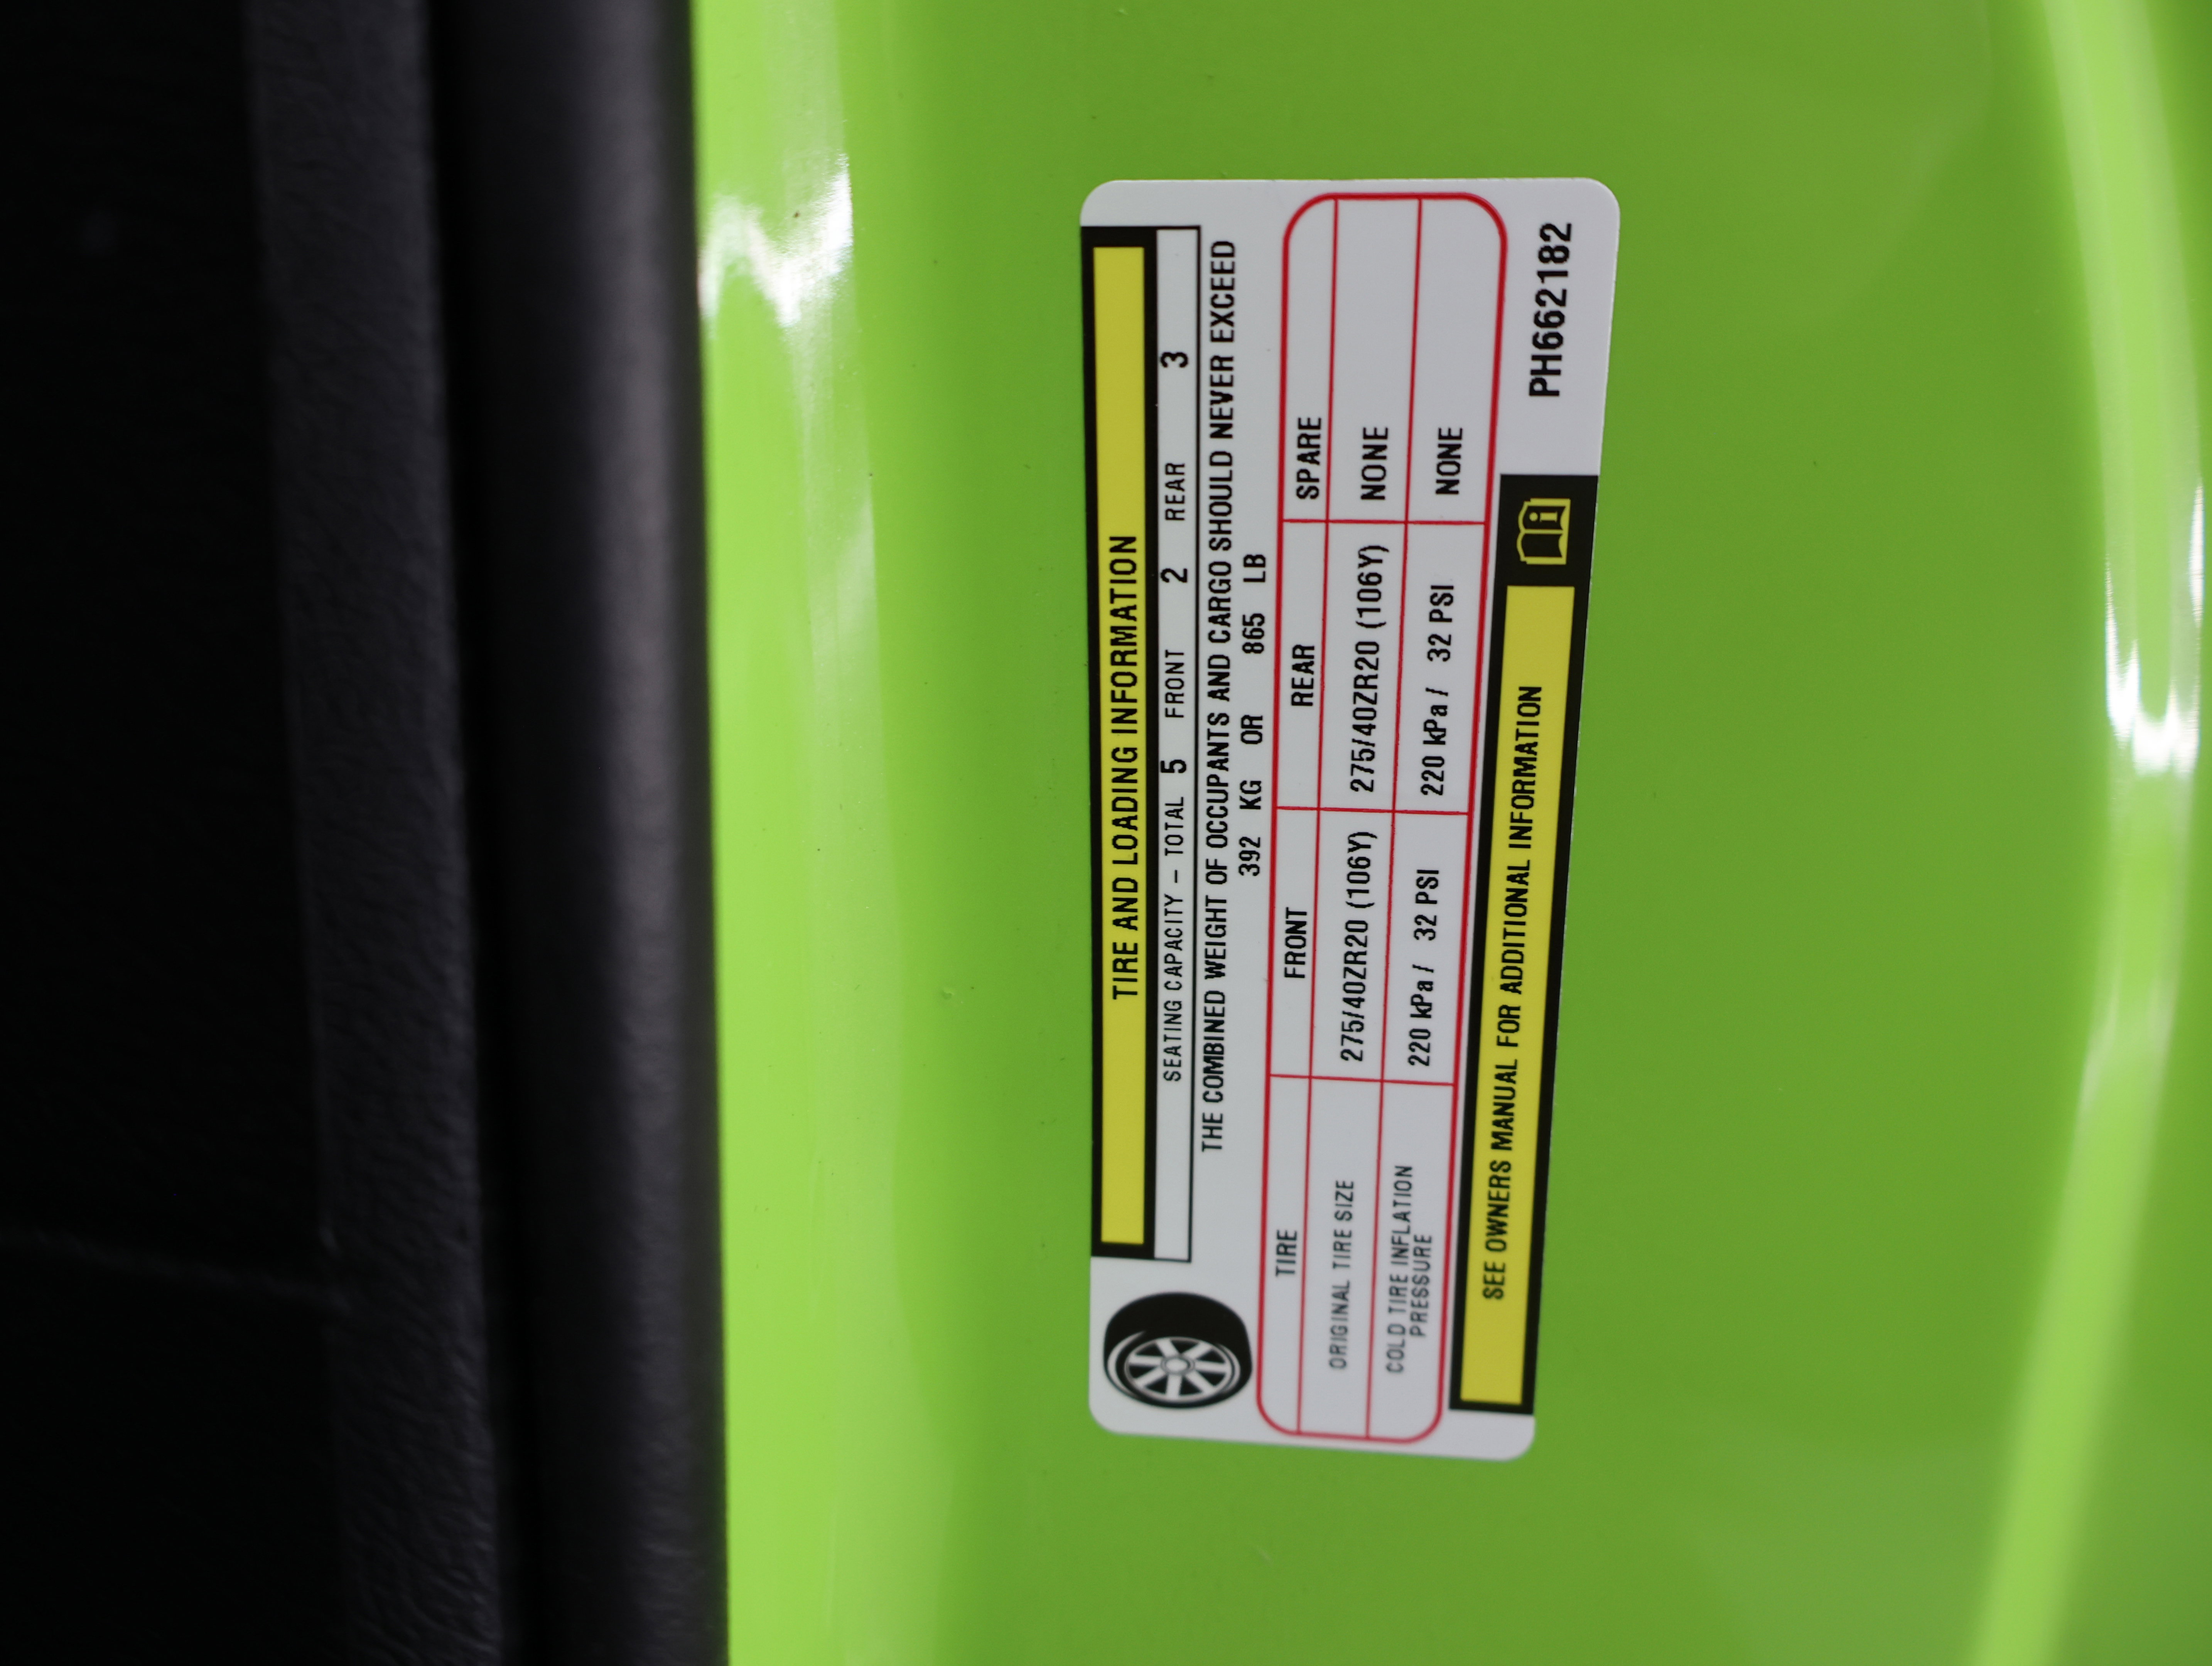 TIRE AND LOADING INFORMATION
SEATING CAPACITY – TOTAL 5 FRONT 2 REAR 3
THE COMBINED WEIGHT OF OCCUPANTS AND CARGO SHOULD NEVER EXCEED
392 KG OR 865 LB
TIRE FRONT REAR SPARE
ORIGINAL TIRE SIZE 275/40ZR20 (106Y) 275/40ZR20 (106Y) NONE
COLD TIRE INFLATION
PRESSURE 220 kPa / 32 PSI 220 kPa / 32 PSI NONE
SEE OWNERS MANUAL FOR ADDITIONAL INFORMATION
PH662182